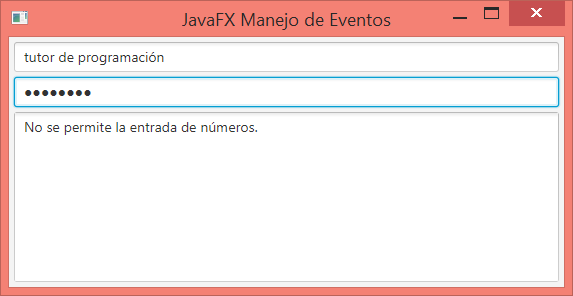 JavaFX Manejo de Eventos
tutor de programación
●●●●●●●●
No se permite la entrada de números.